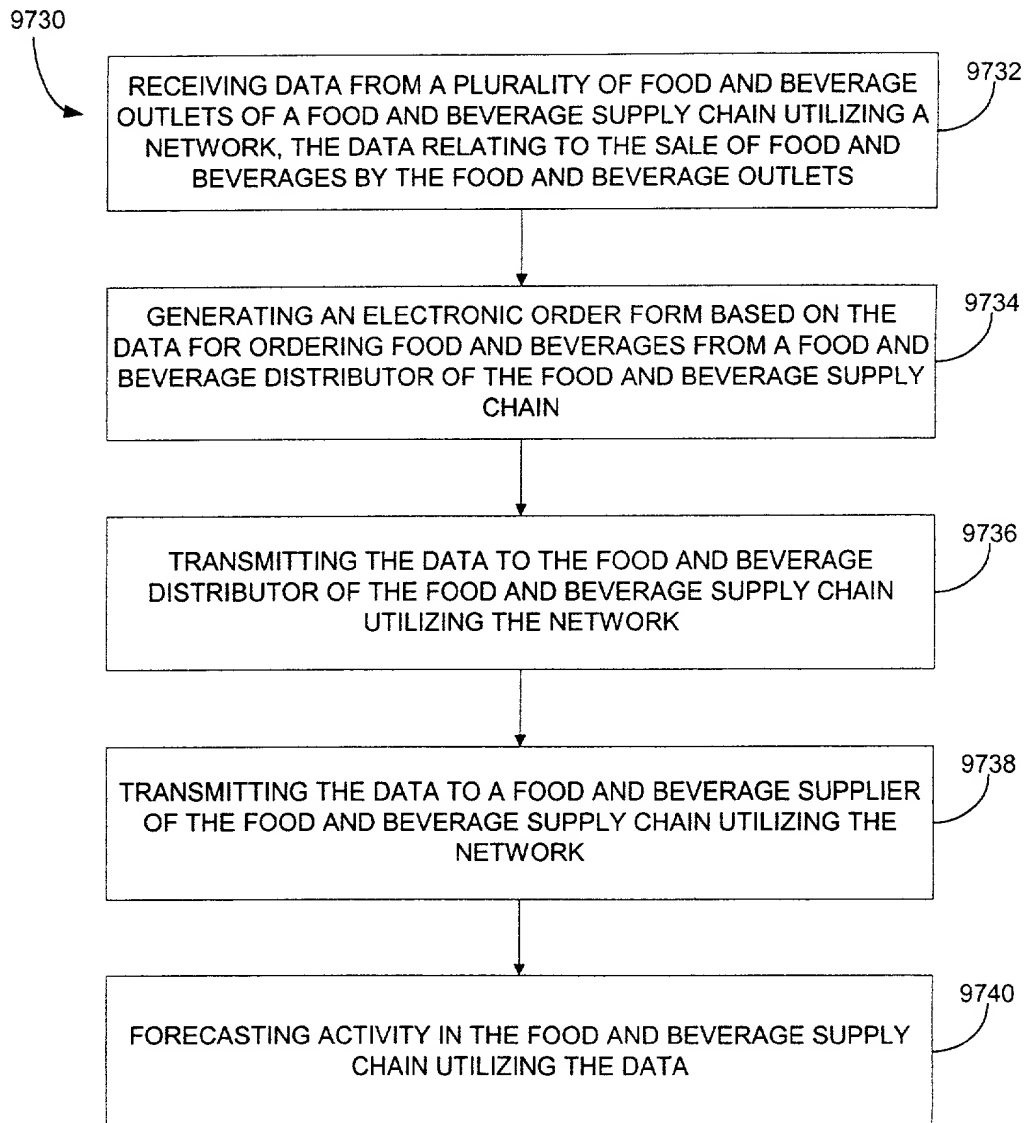 9730
RECEIVING DATA FROM A PLURALITY OF FOOD AND BEVERAGE
OUTLETS OF A FOOD AND BEVERAGE SUPPLY CHAIN UTILIZING A
NETWORK, THE DATA RELATING TO THE SALE OF FOOD AND
BEVERAGES BY THE FOOD AND BEVERAGE OUTLETS
9732
GENERATING AN ELECTRONIC ORDER FORM BASED ON THE
DATA FOR ORDERING FOOD AND BEVERAGES FROM A FOOD AND
BEVERAGE DISTRIBUTOR OF THE FOOD AND BEVERAGE SUPPLY
CHAIN
9734
TRANSMITTING THE DATA TO THE FOOD AND BEVERAGE
DISTRIBUTOR OF THE FOOD AND BEVERAGE SUPPLY CHAIN
UTILIZING THE NETWORK
9736
TRANSMITTING THE DATA TO A FOOD AND BEVERAGE SUPPLIER
OF THE FOOD AND BEVERAGE SUPPLY CHAIN UTILIZING THE
NETWORK
9738
FORECASTING ACTIVITY IN THE FOOD AND BEVERAGE SUPPLY
CHAIN UTILIZING THE DATA
9740